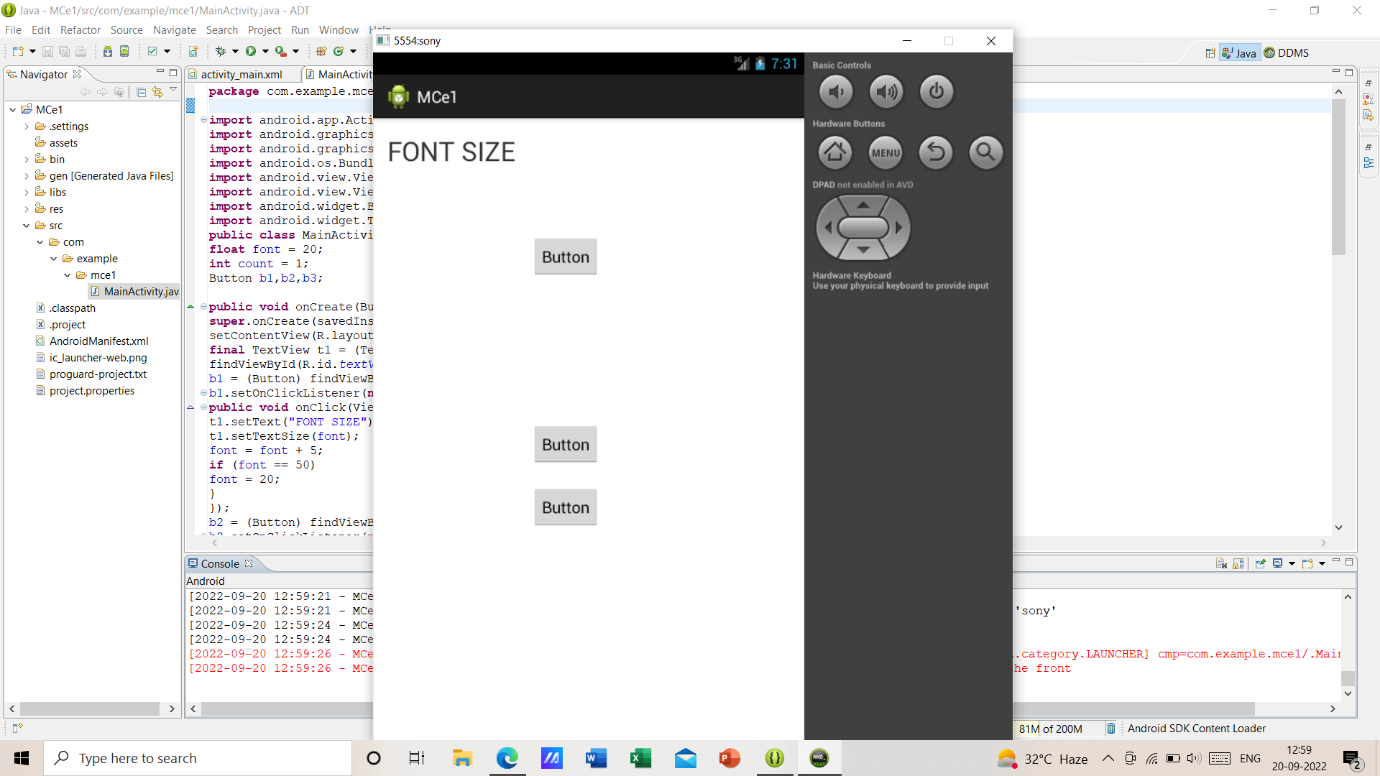 Java - MCe1/src/com/example/mce1/MainActivity.java - ADT
File Edit Refactor Source Navigate Search Project Run Window
Java DDMS
Navigator
MCe1
.settings
assets
bin
gen [Generated Java Files]
libs
res
src
com
example
mce1
MainActivity.jav
.classpath
.project
AndroidManifest.xml
ic_launcher-web.png
proguard-project.txt
project.properties
activity_main.xml MainActivity
package com.example.mce
import android.app.Acti
import android.graphics
import android.graphics
import android.os.Bundl
import android.view.Vie
import android.view.Vie
import android.widget.B
import android.widget.T
public class MainActivi
float font = 20;
int count = 1;
Button b1,b2,b3;
public void onCreate(Bu
super.onCreate(savedIns
setContentView(R.layout
final TextView t1 = (Te
findViewById(R.id.textV
b1 = (Button) findViewB
b1.setOnClickListener(n
public void onClick(Vie
t1.setText("FONT SIZE")
t1.setTextSize(font);
font = font + 5;
if (font == 50)
font = 20;
}
});
b2 = (Button) findViewB
5554:sony
3G 7:31
MCe1
FONT SIZE
Button
Button
Button
Basic Controls
Hardware Buttons
MENU
DPAD not enabled in AVD
Hardware Keyboard
Use your physical keyboard to provide input
Console
Android
[2022-09-20 12:59:21 - MCe
[2022-09-20 12:59:21 - MCe 'sony'
[2022-09-20 12:59:24 - MCe
[2022-09-20 12:59:24 - MCe
[2022-09-20 12:59:26 - MCe .category.LAUNCHER] cmp=com.example.mce1/.Mai
[2022-09-20 12:59:26 - MCe he front
81M of 200M Android SDK Content Loader
Type here to search
32°C Haze ENG 12:59
20-09-2022 2